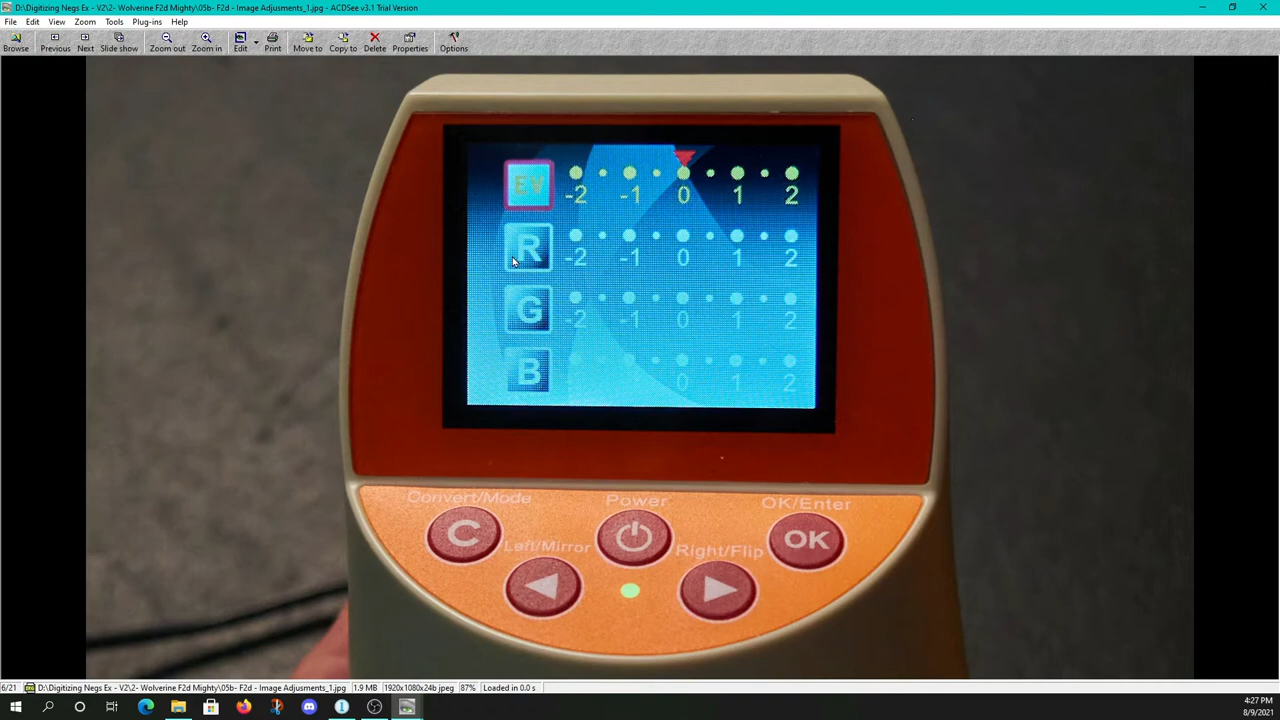 D:\Digitizing Negs Ex - V2\2- Wolverine F2d Mighty\05b- F2d - Image Adjusments_1.jpg - ACDSee v3.1 Trial Version
File Edit View Zoom Tools Plug-ins Help
Browse Previous Next Slide show Zoom out Zoom in Edit Print Move to Copy to Delete Properties Options
EV -2 -1 0 1 2
R -2 -1 0 1 2
G -2 -1 0 1 2
B 0 1 2
Convert/Mode Power OK/Enter
C OK
Left/Mirror Right/Flip
6/21 D:\Digitizing Negs Ex - V2\2- Wolverine F2d Mighty\05b- F2d - Image Adjusments_1.jpg 1.9 MB 1920x1080x24b jpeg 87% Loaded in 0.0 s
4:27 PM
8/9/2021